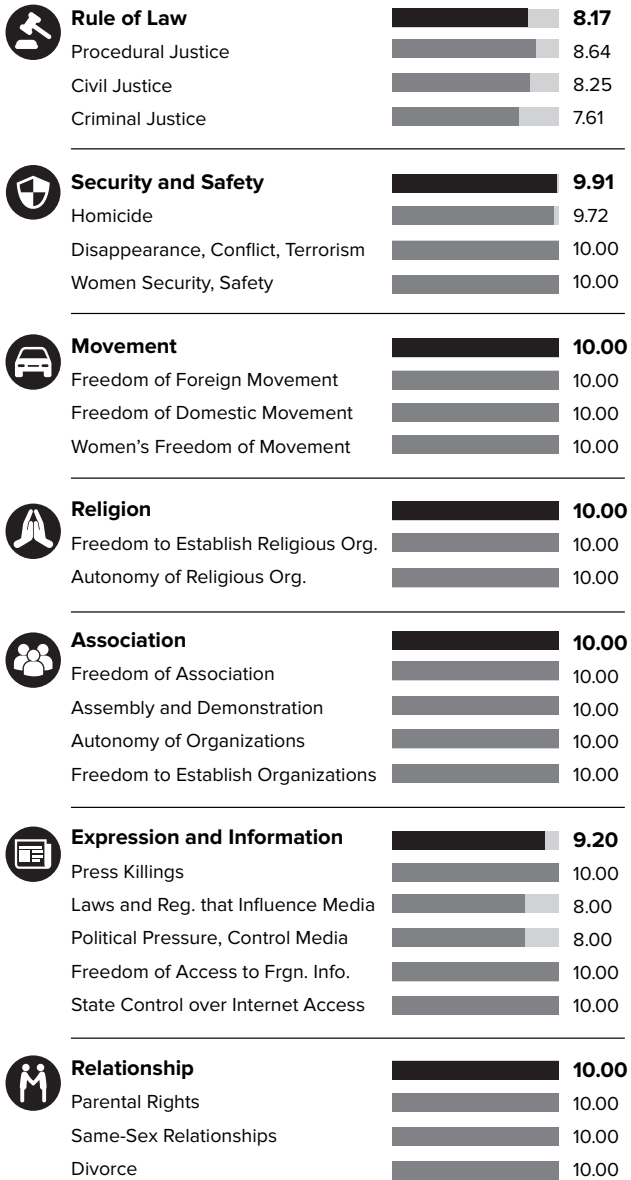 Rule of Law 8.17
Procedural Justice 8.64
Civil Justice 8.25
Criminal Justice 7.61
Security and Safety 9.91
Homicide 9.72
Disappearance, Conflict, Terrorism 10.00
Women Security, Safety 10.00
Movement 10.00
Freedom of Foreign Movement 10.00
Freedom of Domestic Movement 10.00
Women’s Freedom of Movement 10.00
Religion 10.00
Freedom to Establish Religious Org. 10.00
Autonomy of Religious Org. 10.00
Association 10.00
Freedom of Association 10.00
Assembly and Demonstration 10.00
Autonomy of Organizations 10.00
Freedom to Establish Organizations 10.00
Expression and Information 9.20
Press Killings 10.00
Laws and Reg. that Influence Media 8.00
Political Pressure, Control Media 8.00
Freedom of Access to Frgn. Info. 10.00
State Control over Internet Access 10.00
Relationship 10.00
Parental Rights 10.00
Same-Sex Relationships 10.00
Divorce 10.00